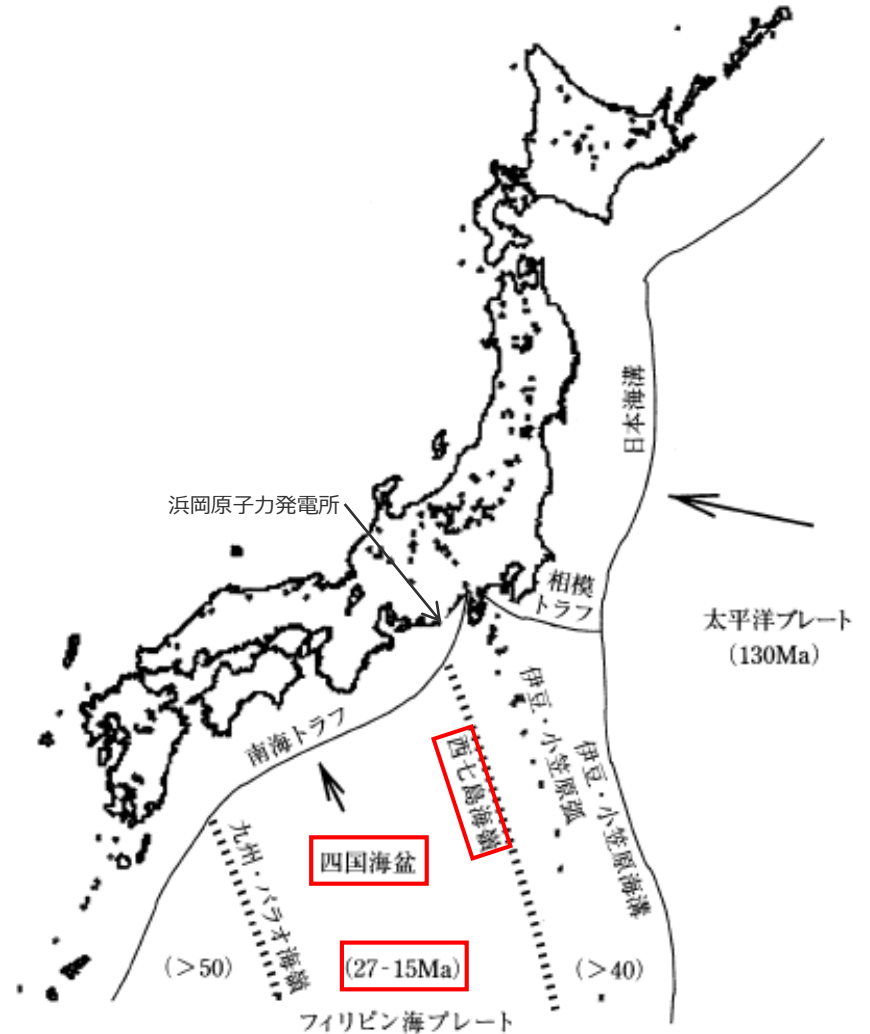 日本海溝
浜岡原子力発電所
相模
トラフ
太平洋プレート
(130Ma)
南海トラフ
西七島海嶺
伊豆・小笠原弧
伊豆・小笠原海溝
四国海盆
九州・パラオ海嶺
(>50)
(27-15Ma)
(>40)
フィリピン海プレート